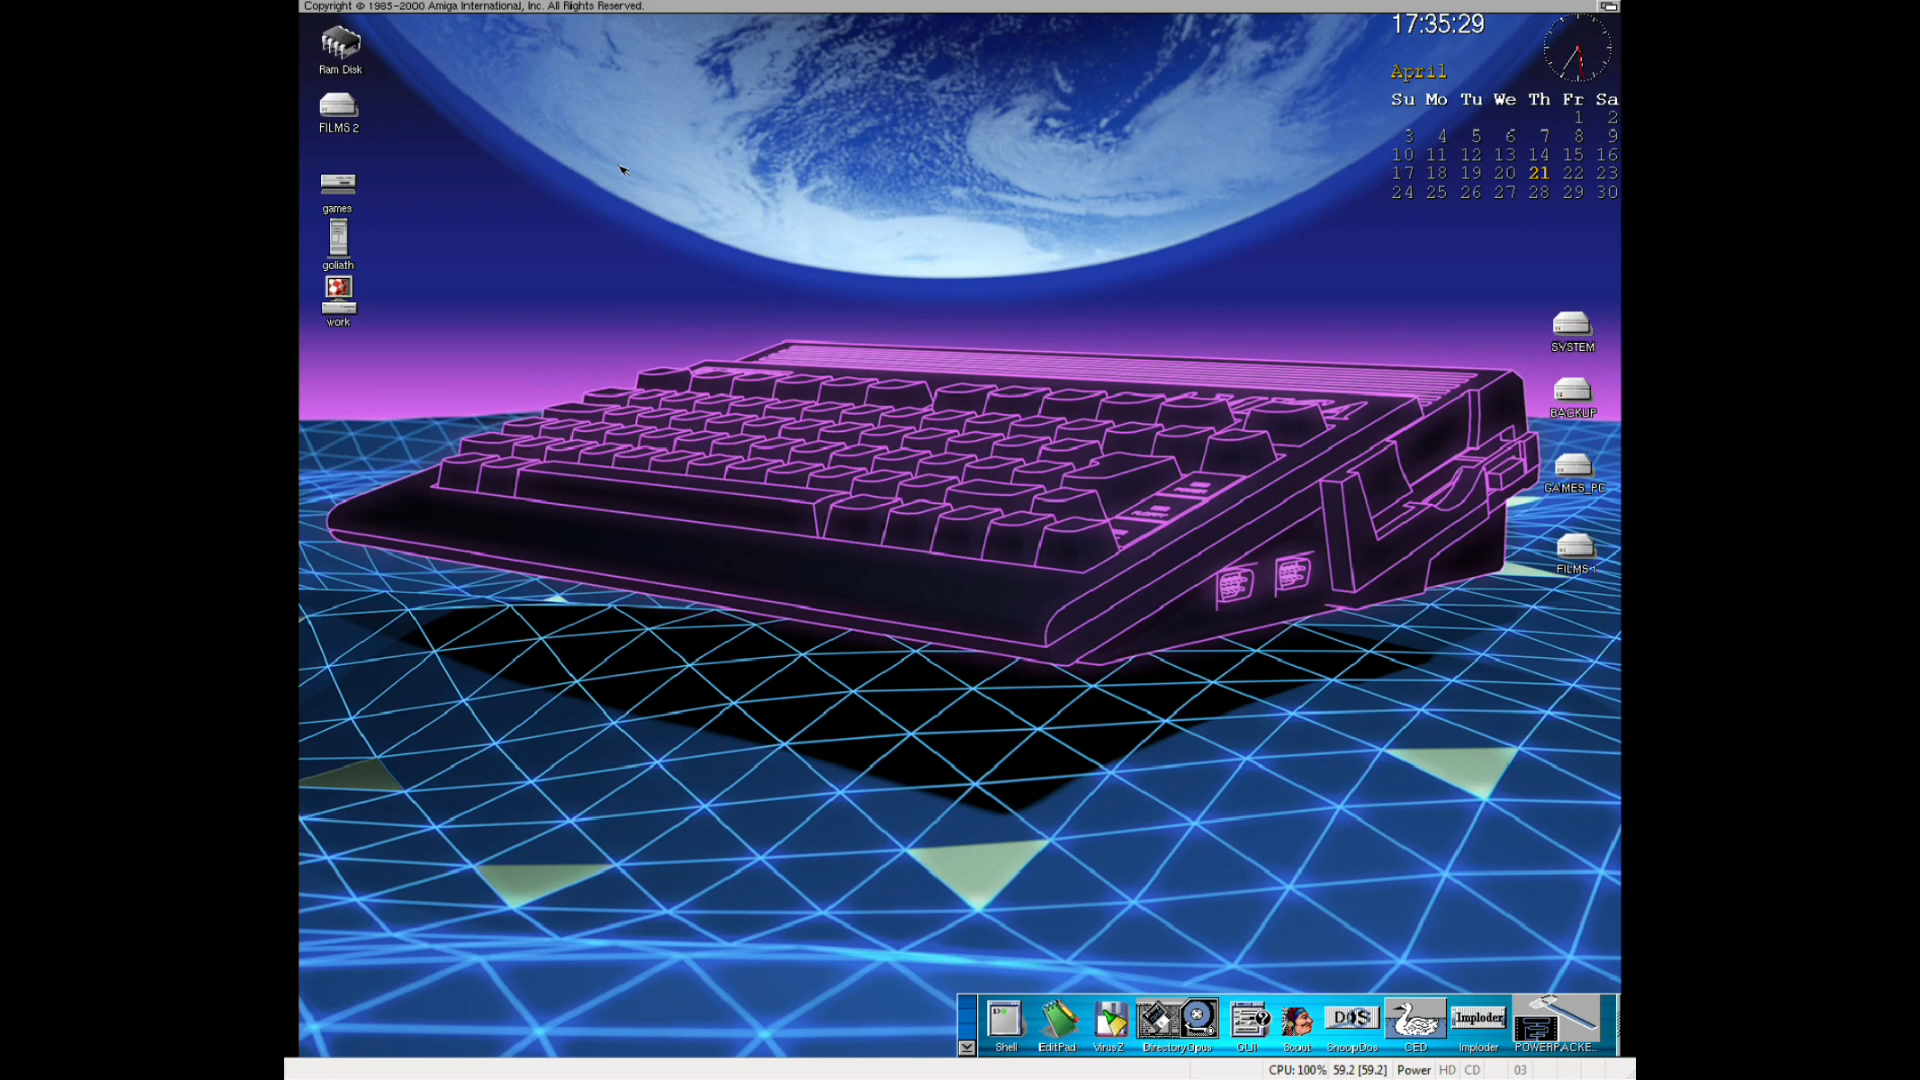 Copyright © 1985-2000 Amiga International, Inc. All Rights Reserved.
17:35:29
April
Su Mo Tu We Th Fr Sa
1 2
3 4 5 6 7 8 9
10 11 12 13 14 15 16
17 18 19 20 21 22 23
24 25 26 27 28 29 30
Ram Disk
FILMS 2
games
goliath
work
SYSTEM
BACKUP
GAMES_PC
FILMS 1
1>
DOS
Imploder
Shell
EditPad
VirusZ
DirectoryOpus
GUI
Scout
SnoopDos
CED
Imploder
POWERPACKE...
CPU: 100% 59.2 [59.2] Power HD CD 03